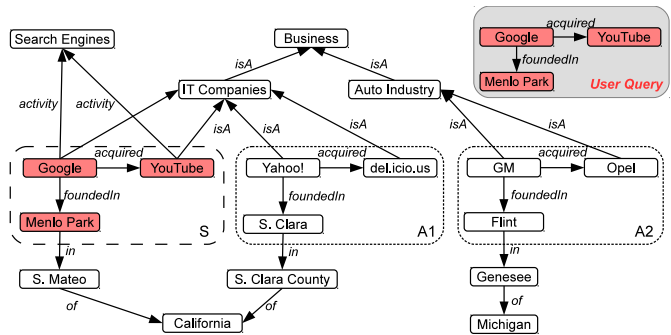 Search Engines
Business
Google
acquired
YouTube
foundedIn
Menlo Park
User Query
isA
isA
activity
activity
IT Companies
Auto Industry
isA
isA
isA
isA
isA
Google
acquired
YouTube
Yahoo!
acquired
del.icio.us
GM
acquired
Opel
foundedIn
foundedIn
foundedIn
Menlo Park
S
S. Clara
A1
Flint
A2
in
in
in
S. Mateo
S. Clara County
Genesee
of
of
of
California
Michigan